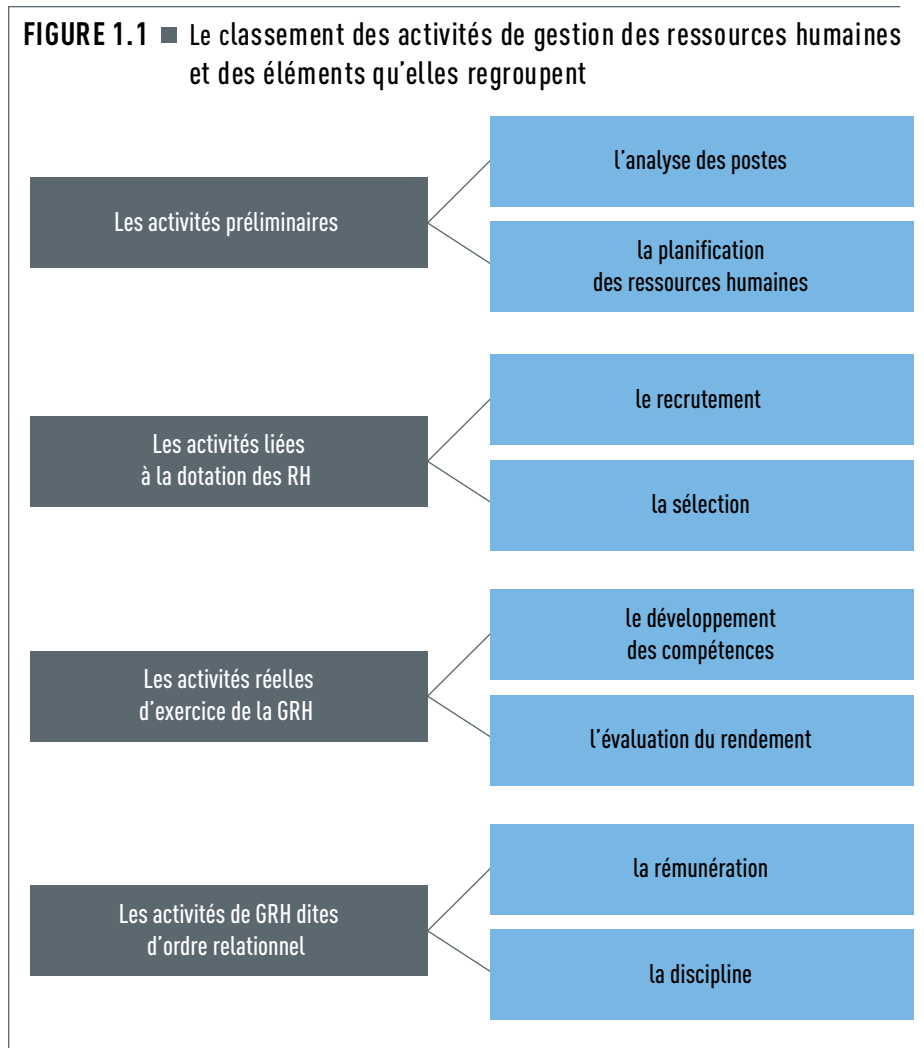 FIGURE 1.1 ■ Le classement des activités de gestion des ressources humaines
et des éléments qu'elles regroupent
Les activités préliminaires
l'analyse des postes
la planification
des ressources humaines
Les activités liées
à la dotation des RH
le recrutement
la sélection
Les activités réelles
d'exercice de la GRH
le développement
des compétences
l'évaluation du rendement
Les activités de GRH dites
d'ordre relationnel
la rémunération
la discipline